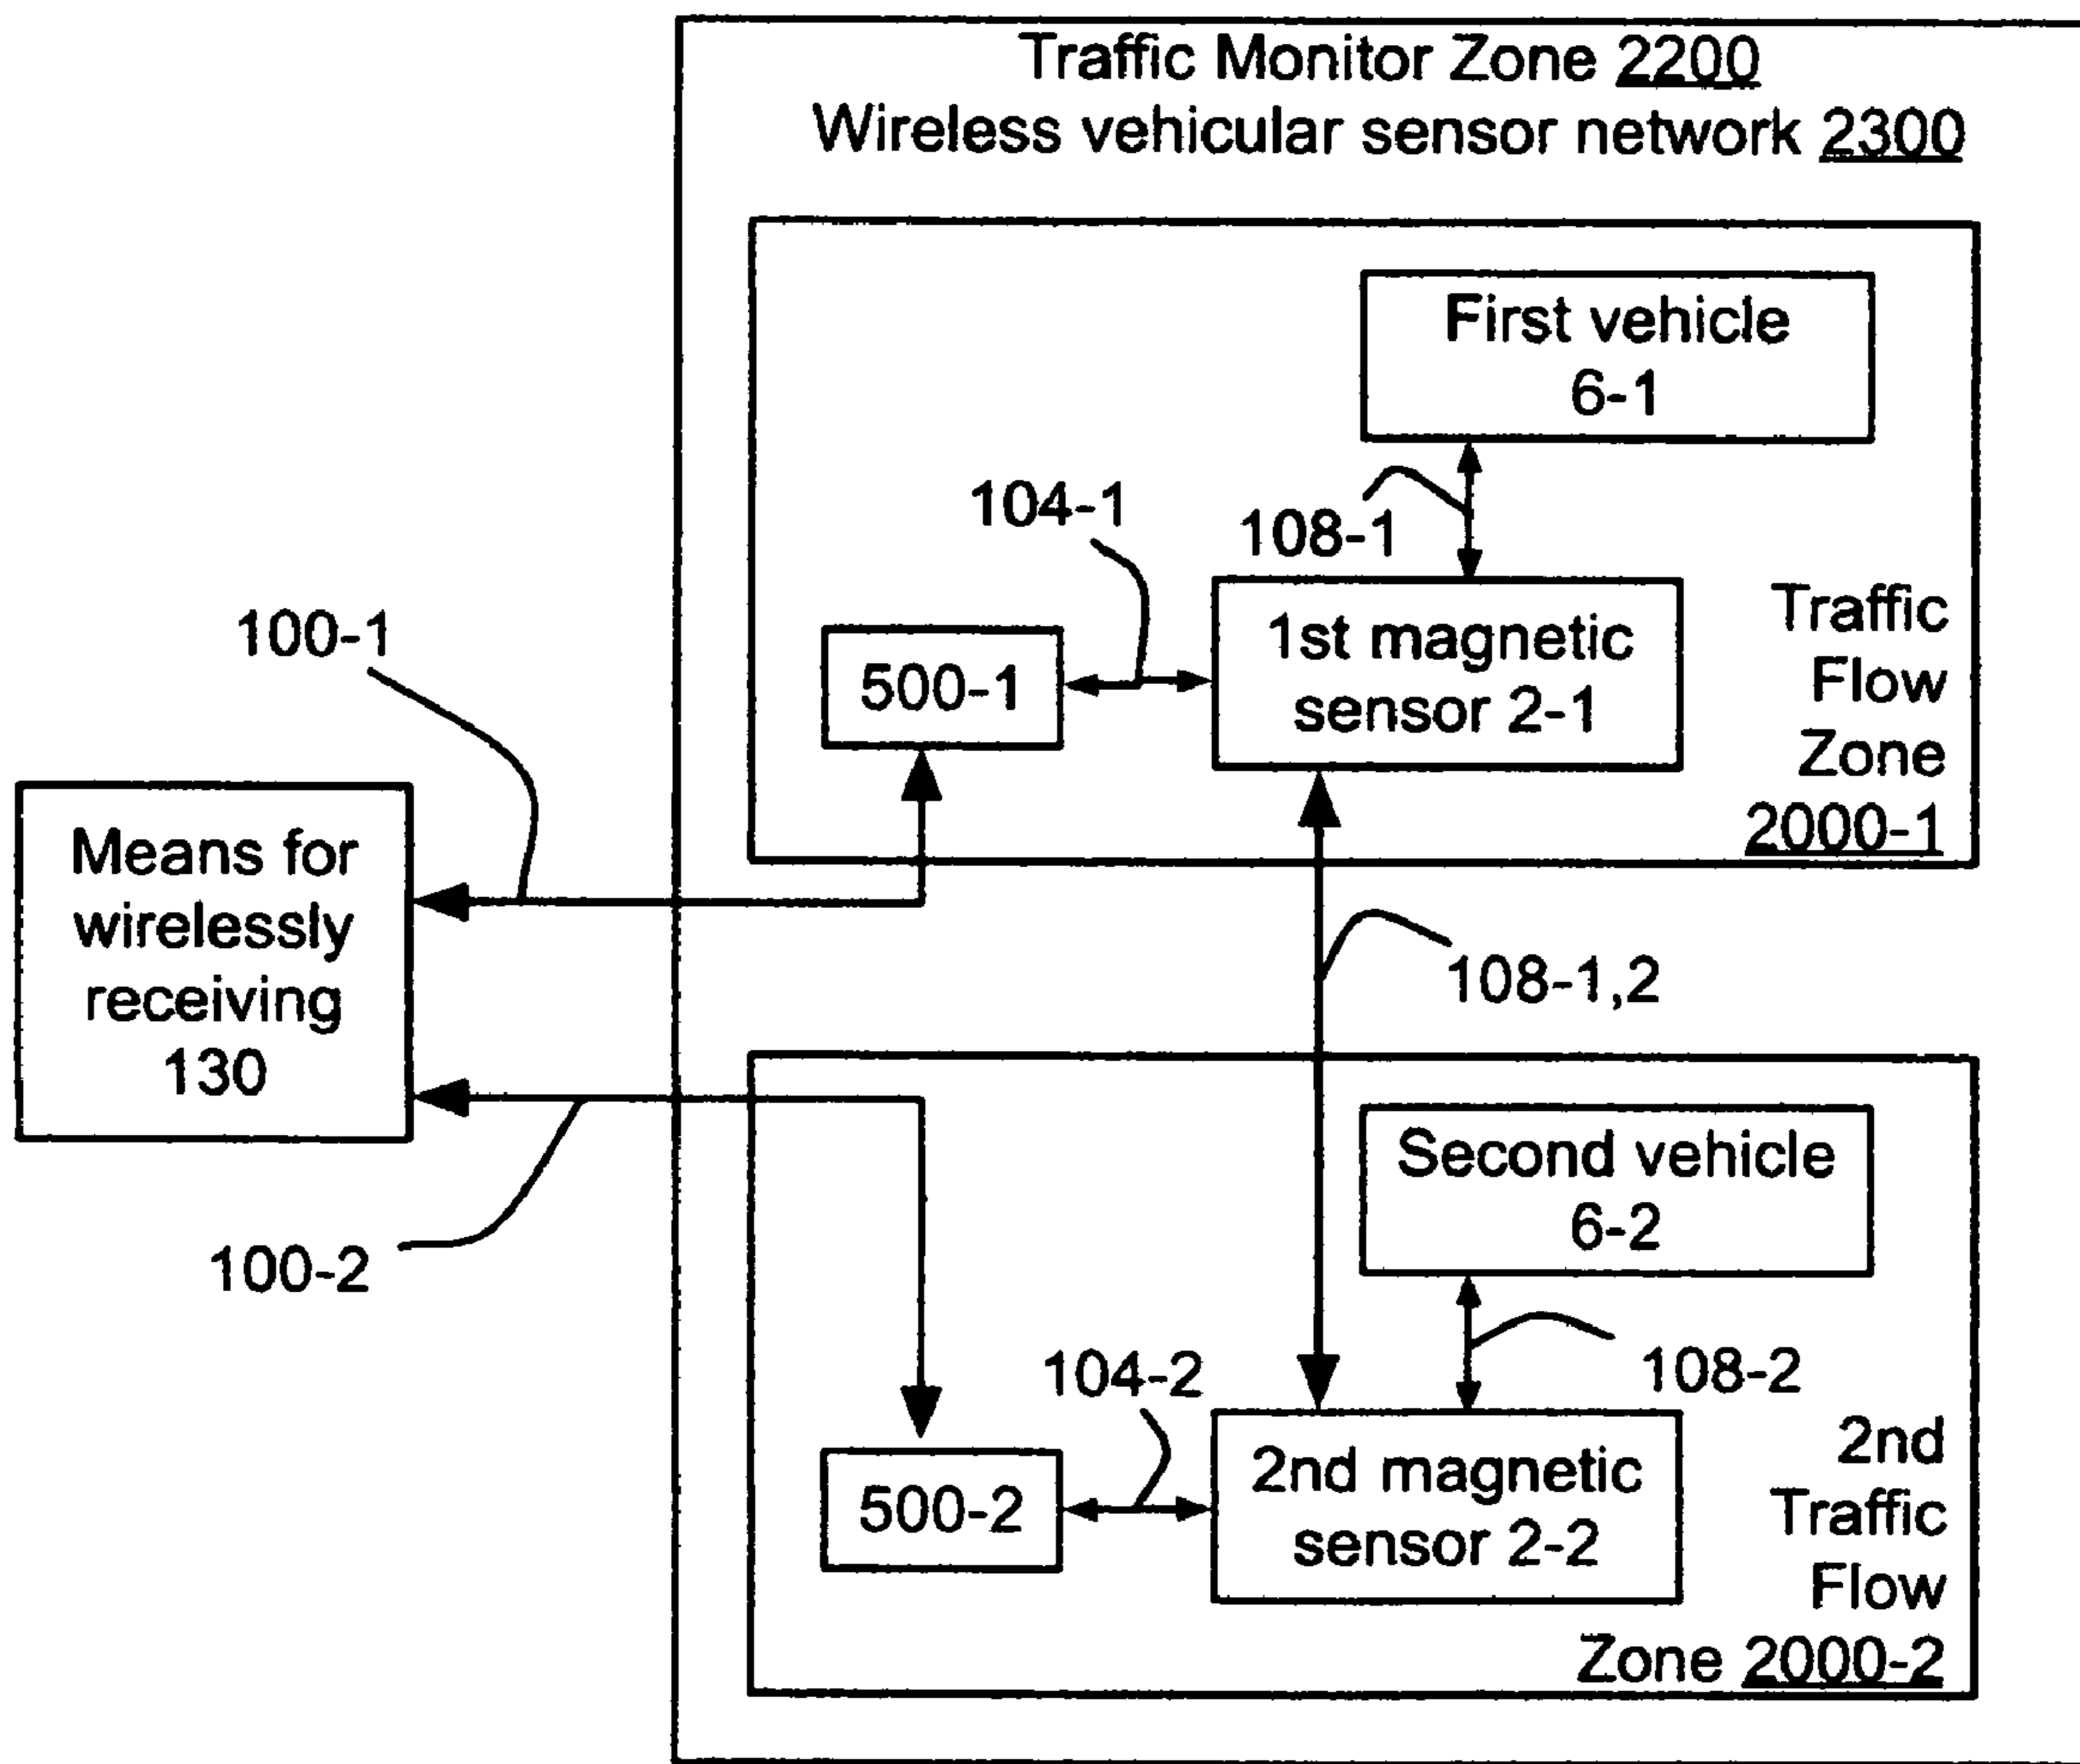 Traffic Monitor Zone 2200
Wireless vehicular sensor network 2300
First vehicle
6-1
104-1
108-1
100-1
500-1
1st magnetic
sensor 2-1
Traffic
Flow
Zone
2000-1
Means for
wirelessly
receiving
130
108-1,2
Second vehicle
6-2
100-2
104-2
108-2
500-2
2nd magnetic
sensor 2-2
2nd
Traffic
Flow
Zone 2000-2